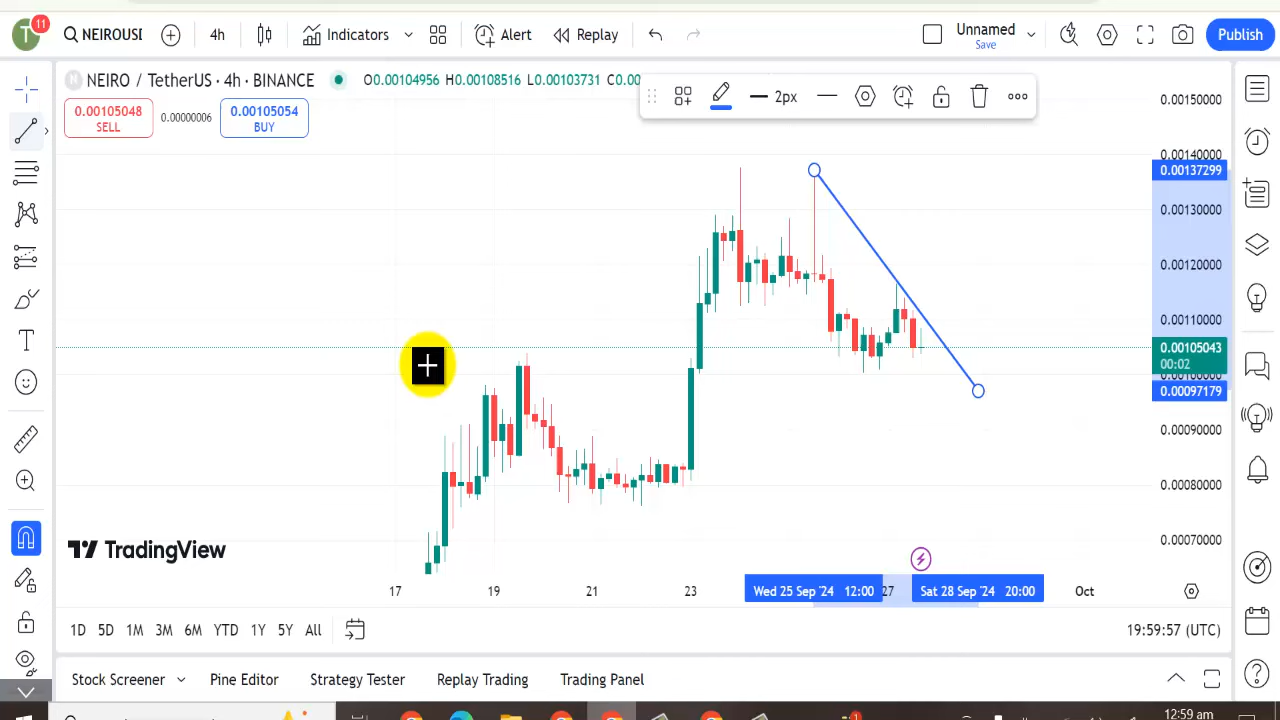 T 11 NEIROUSI 4h Indicators Alert Replay Unnamed Save Publish
N NEIRO / TetherUS · 4h · BINANCE O0.00104956 H0.00108516 L0.00103731 C0.00
2px
0.00105048 SELL 0.00000006 0.00105054 BUY
0.00150000
0.00140000
0.00137299
0.00130000
0.00120000
0.00110000
0.00105043
00:02
0.00100000
0.00097179
0.00090000
0.00080000
0.00070000
TradingView
17 19 21 23 Wed 25 Sep '24 12:00 27 Sat 28 Sep '24 20:00 Oct
1D 5D 1M 3M 6M YTD 1Y 5Y All 19:59:57 (UTC)
Stock Screener Pine Editor Strategy Tester Replay Trading Trading Panel
12:59 am